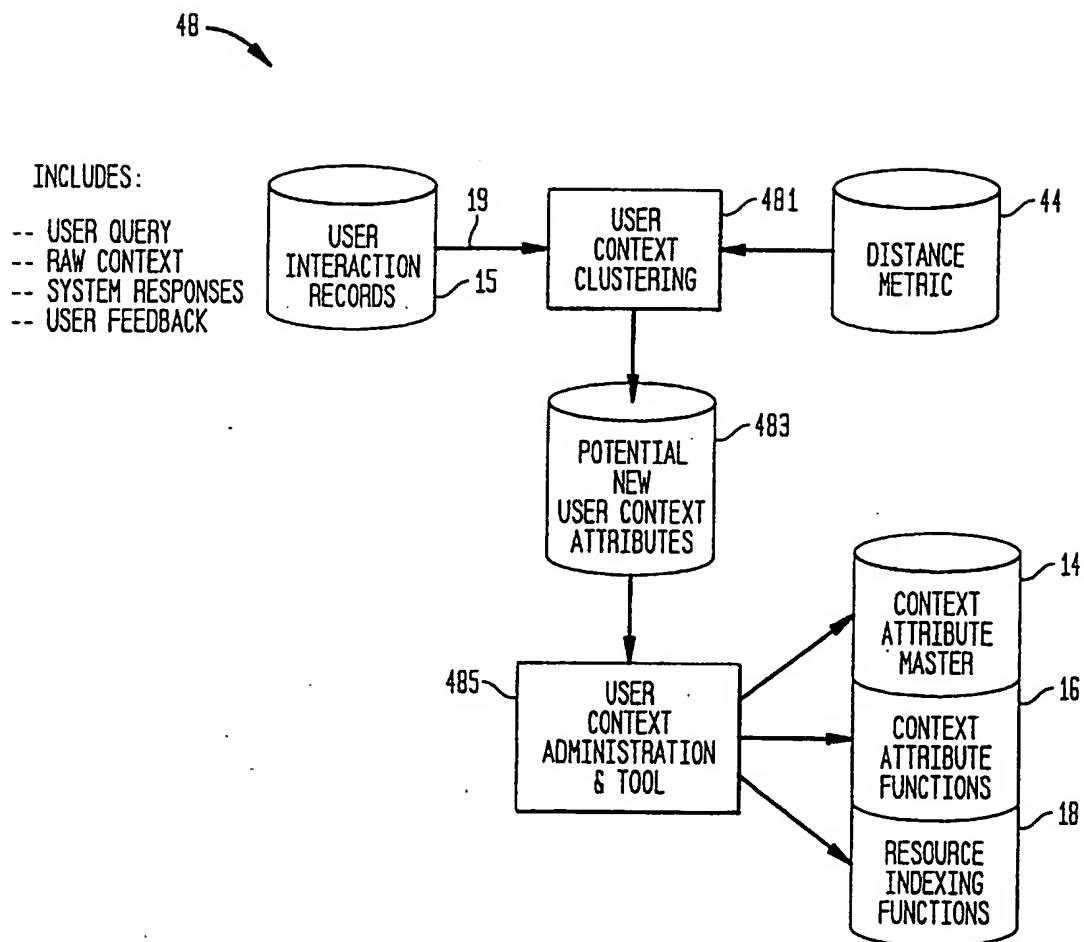 48
INCLUDES:
-- USER QUERY
-- RAW CONTEXT
-- SYSTEM RESPONSES
-- USER FEEDBACK
USER
INTERACTION
RECORDS
15
19
USER
CONTEXT
CLUSTERING
481
DISTANCE
METRIC
44
POTENTIAL
NEW
USER CONTEXT
ATTRIBUTES
483
485
USER
CONTEXT
ADMINISTRATION
& TOOL
CONTEXT
ATTRIBUTE
MASTER
14
CONTEXT
ATTRIBUTE
FUNCTIONS
16
RESOURCE
INDEXING
FUNCTIONS
18